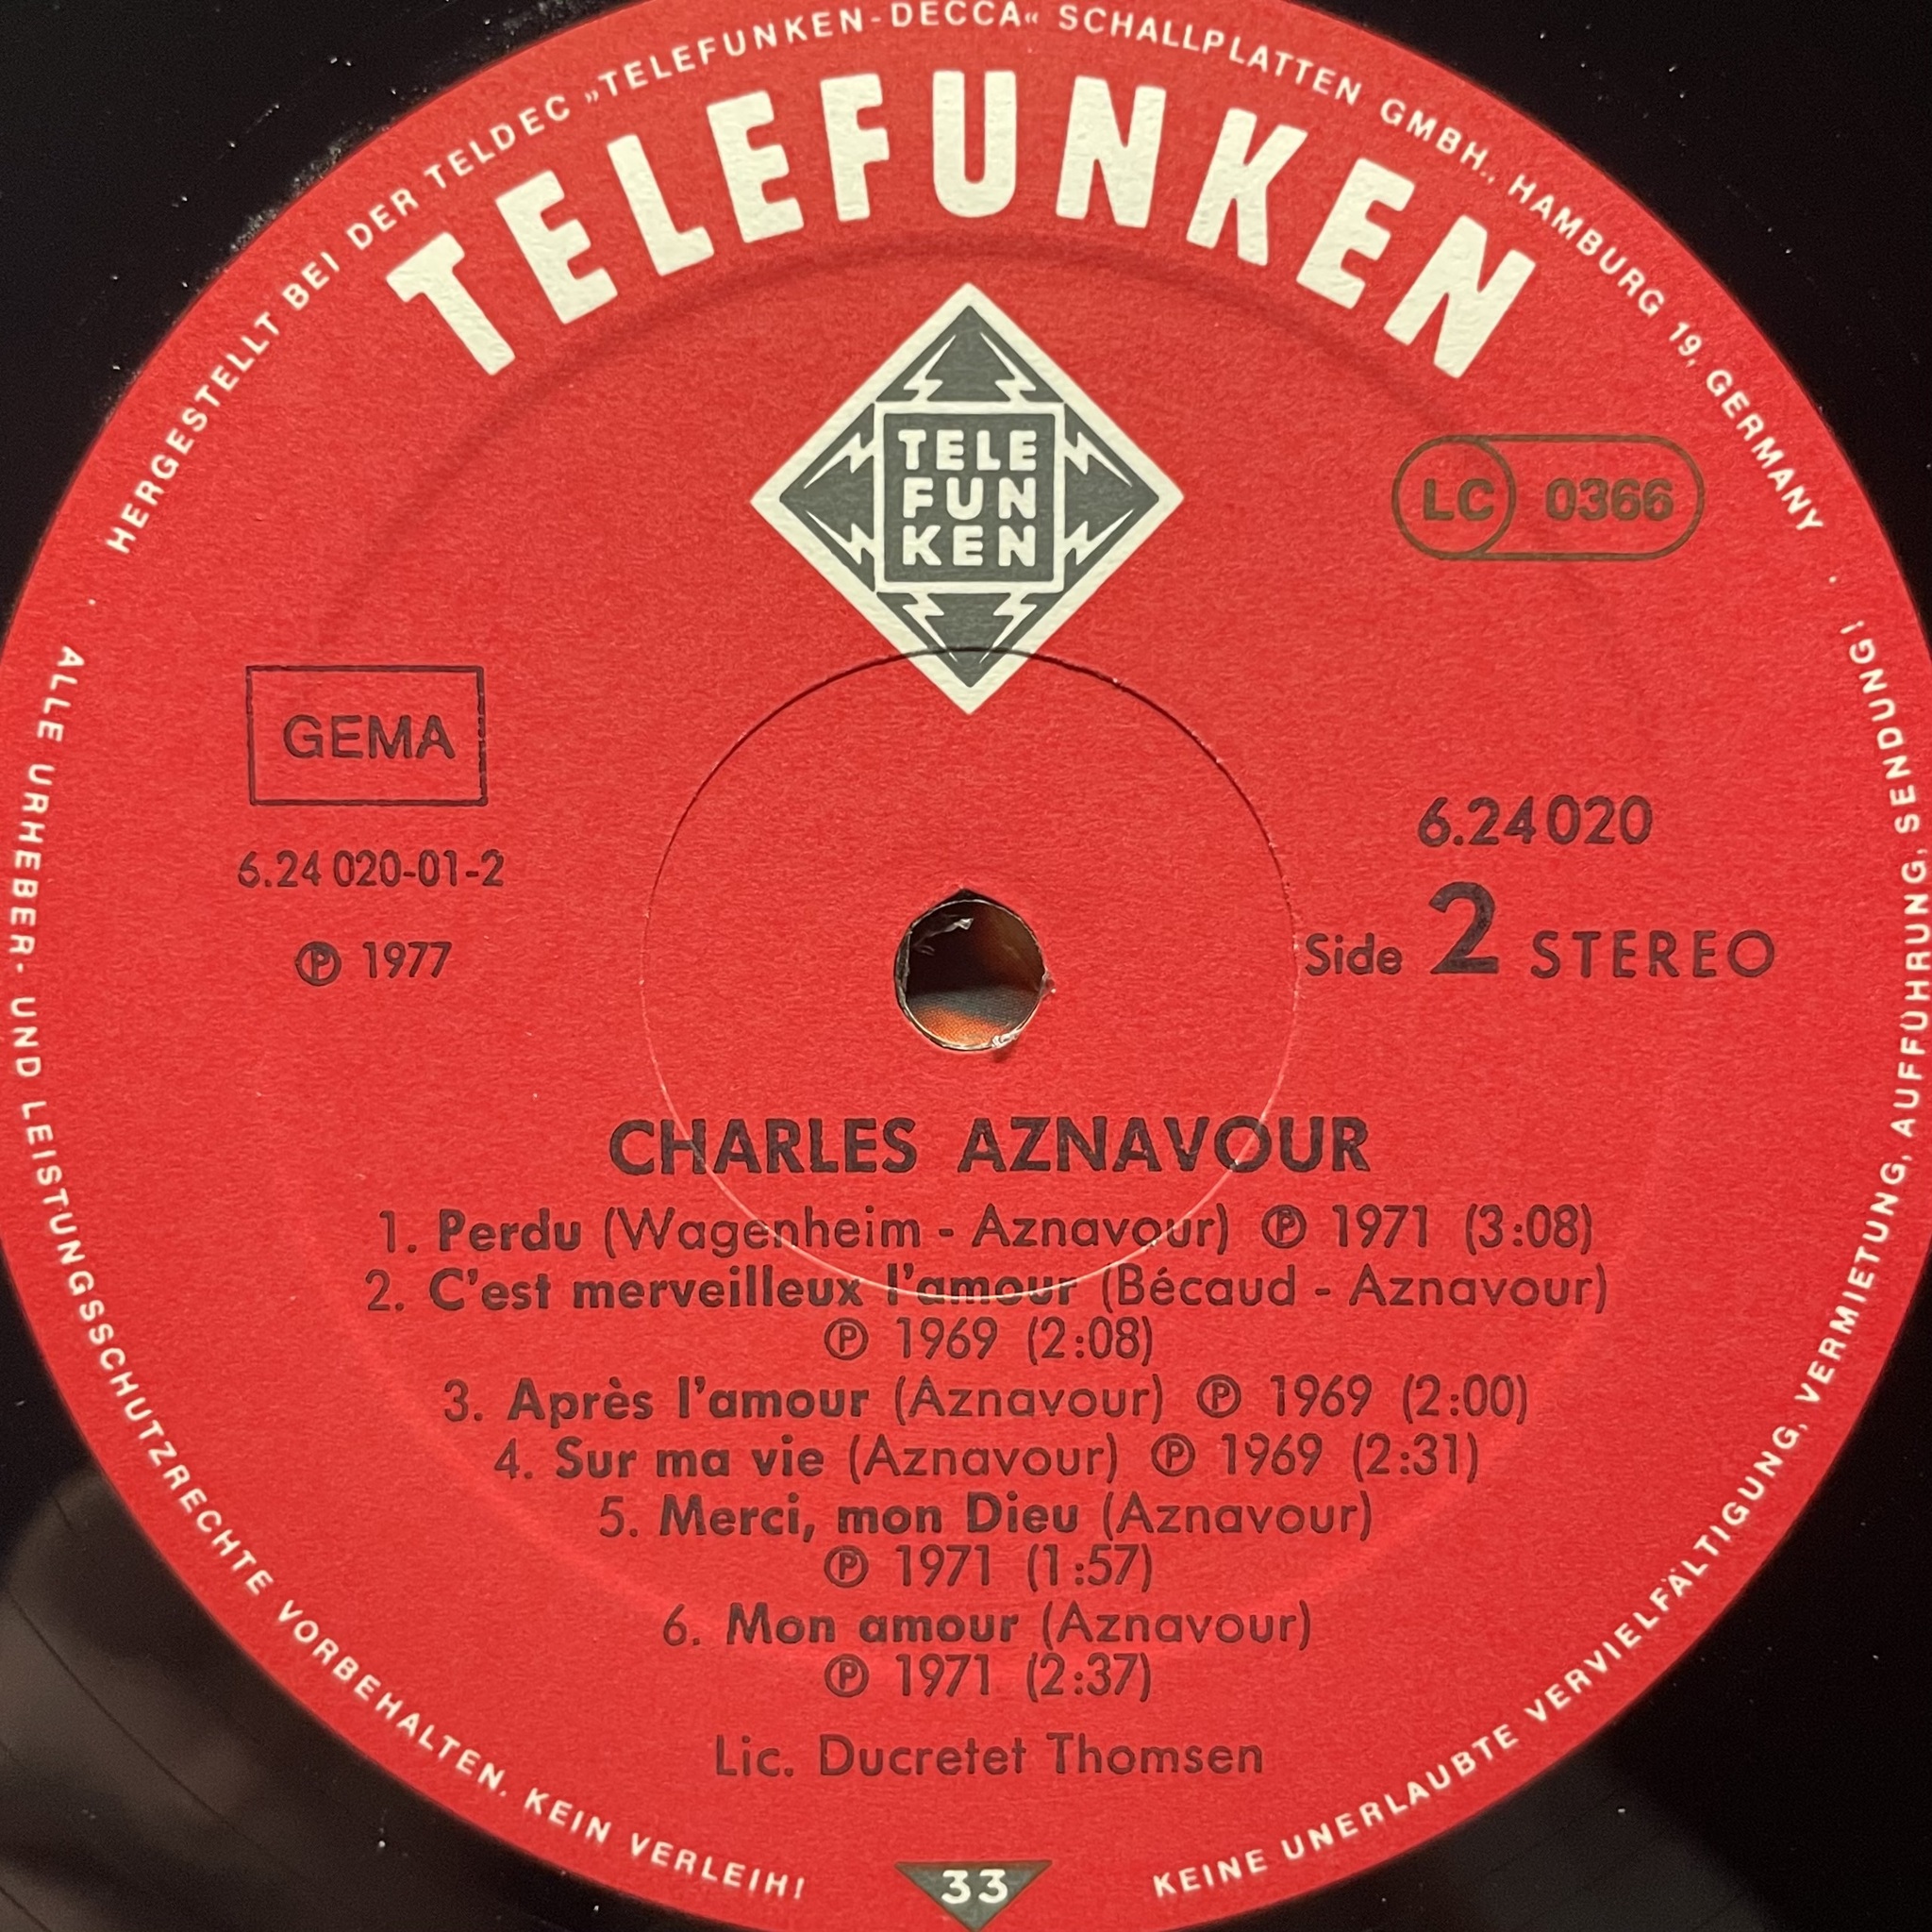 HERGESTELLT BEI DER TELDEC »TELEFUNKEN-DECCA« SCHALLPLATTEN GMBH., HAMBURG 19, GERMANY
TELEFUNKEN
TELE
FUN
KEN
LC 0366
GEMA
6.24 020-01-2
℗ 1977
6.24020
Side 2 STEREO
CHARLES AZNAVOUR
1. Perdu (Wagenheim - Aznavour) ℗ 1971 (3:08)
2. C'est merveilleux l'amour (Bécaud - Aznavour)
℗ 1969 (2:08)
3. Après l'amour (Aznavour) ℗ 1969 (2:00)
4. Sur ma vie (Aznavour) ℗ 1969 (2:31)
5. Merci, mon Dieu (Aznavour)
℗ 1971 (1:57)
6. Mon amour (Aznavour)
℗ 1971 (2:37)
Lic. Ducretet Thomsen
33
ALLE URHEBER- UND LEISTUNGSSCHUTZRECHTE VORBEHALTEN. KEIN VERLEIH!
KEINE UNERLAUBTE VERVIELFÄLTIGUNG, VERMIETUNG, AUFFÜHRUNG, SENDUNG!